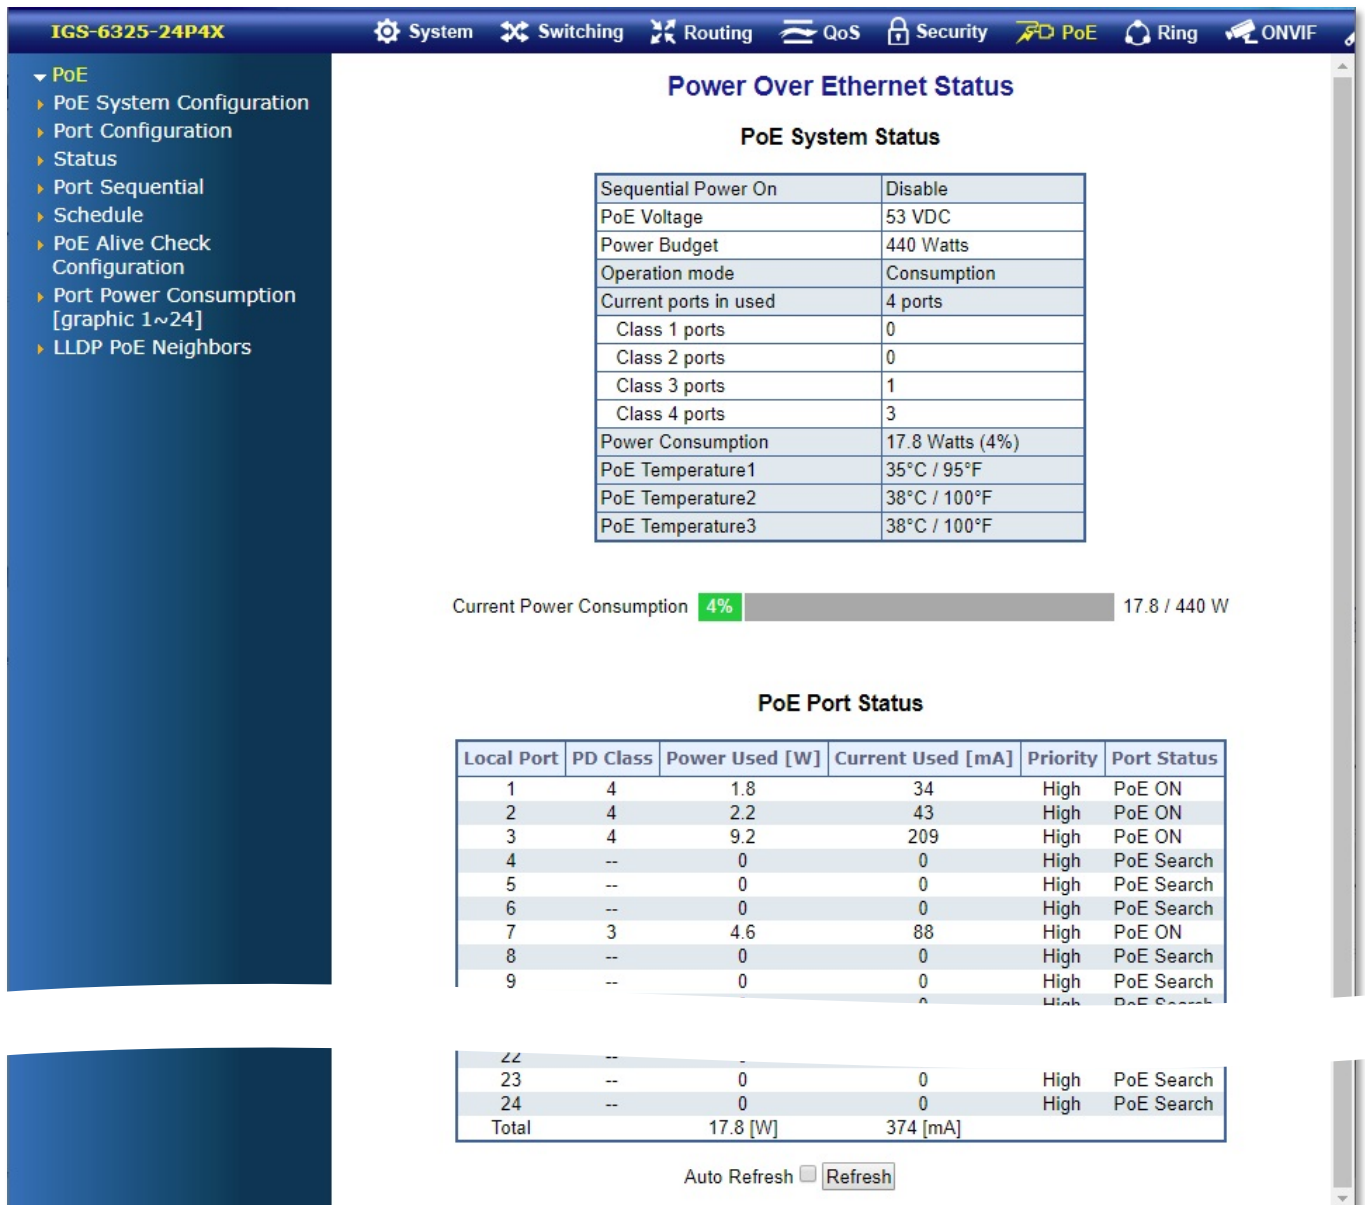 IGS-6325-24P4X
System Switching Routing QoS Security PoE Ring ONVIF
PoE
PoE System Configuration
Port Configuration
Status
Port Sequential
Schedule
PoE Alive Check
Configuration
Port Power Consumption
[graphic 1~24]
LLDP PoE Neighbors
Power Over Ethernet Status
PoE System Status
Sequential Power On Disable
PoE Voltage 53 VDC
Power Budget 440 Watts
Operation mode Consumption
Current ports in used 4 ports
Class 1 ports 0
Class 2 ports 0
Class 3 ports 1
Class 4 ports 3
Power Consumption 17.8 Watts (4%)
PoE Temperature1 35°C / 95°F
PoE Temperature2 38°C / 100°F
PoE Temperature3 38°C / 100°F
Current Power Consumption 4% 17.8 / 440 W
PoE Port Status
Local Port PD Class Power Used [W] Current Used [mA] Priority Port Status
1 4 1.8 34 High PoE ON
2 4 2.2 43 High PoE ON
3 4 9.2 209 High PoE ON
4 -- 0 0 High PoE Search
5 -- 0 0 High PoE Search
6 -- 0 0 High PoE Search
7 3 4.6 88 High PoE ON
8 -- 0 0 High PoE Search
9 -- 0 0 High PoE Search
High PoE Search
22 --
23 -- 0 0 High PoE Search
24 -- 0 0 High PoE Search
Total 17.8 [W] 374 [mA]
Auto Refresh Refresh